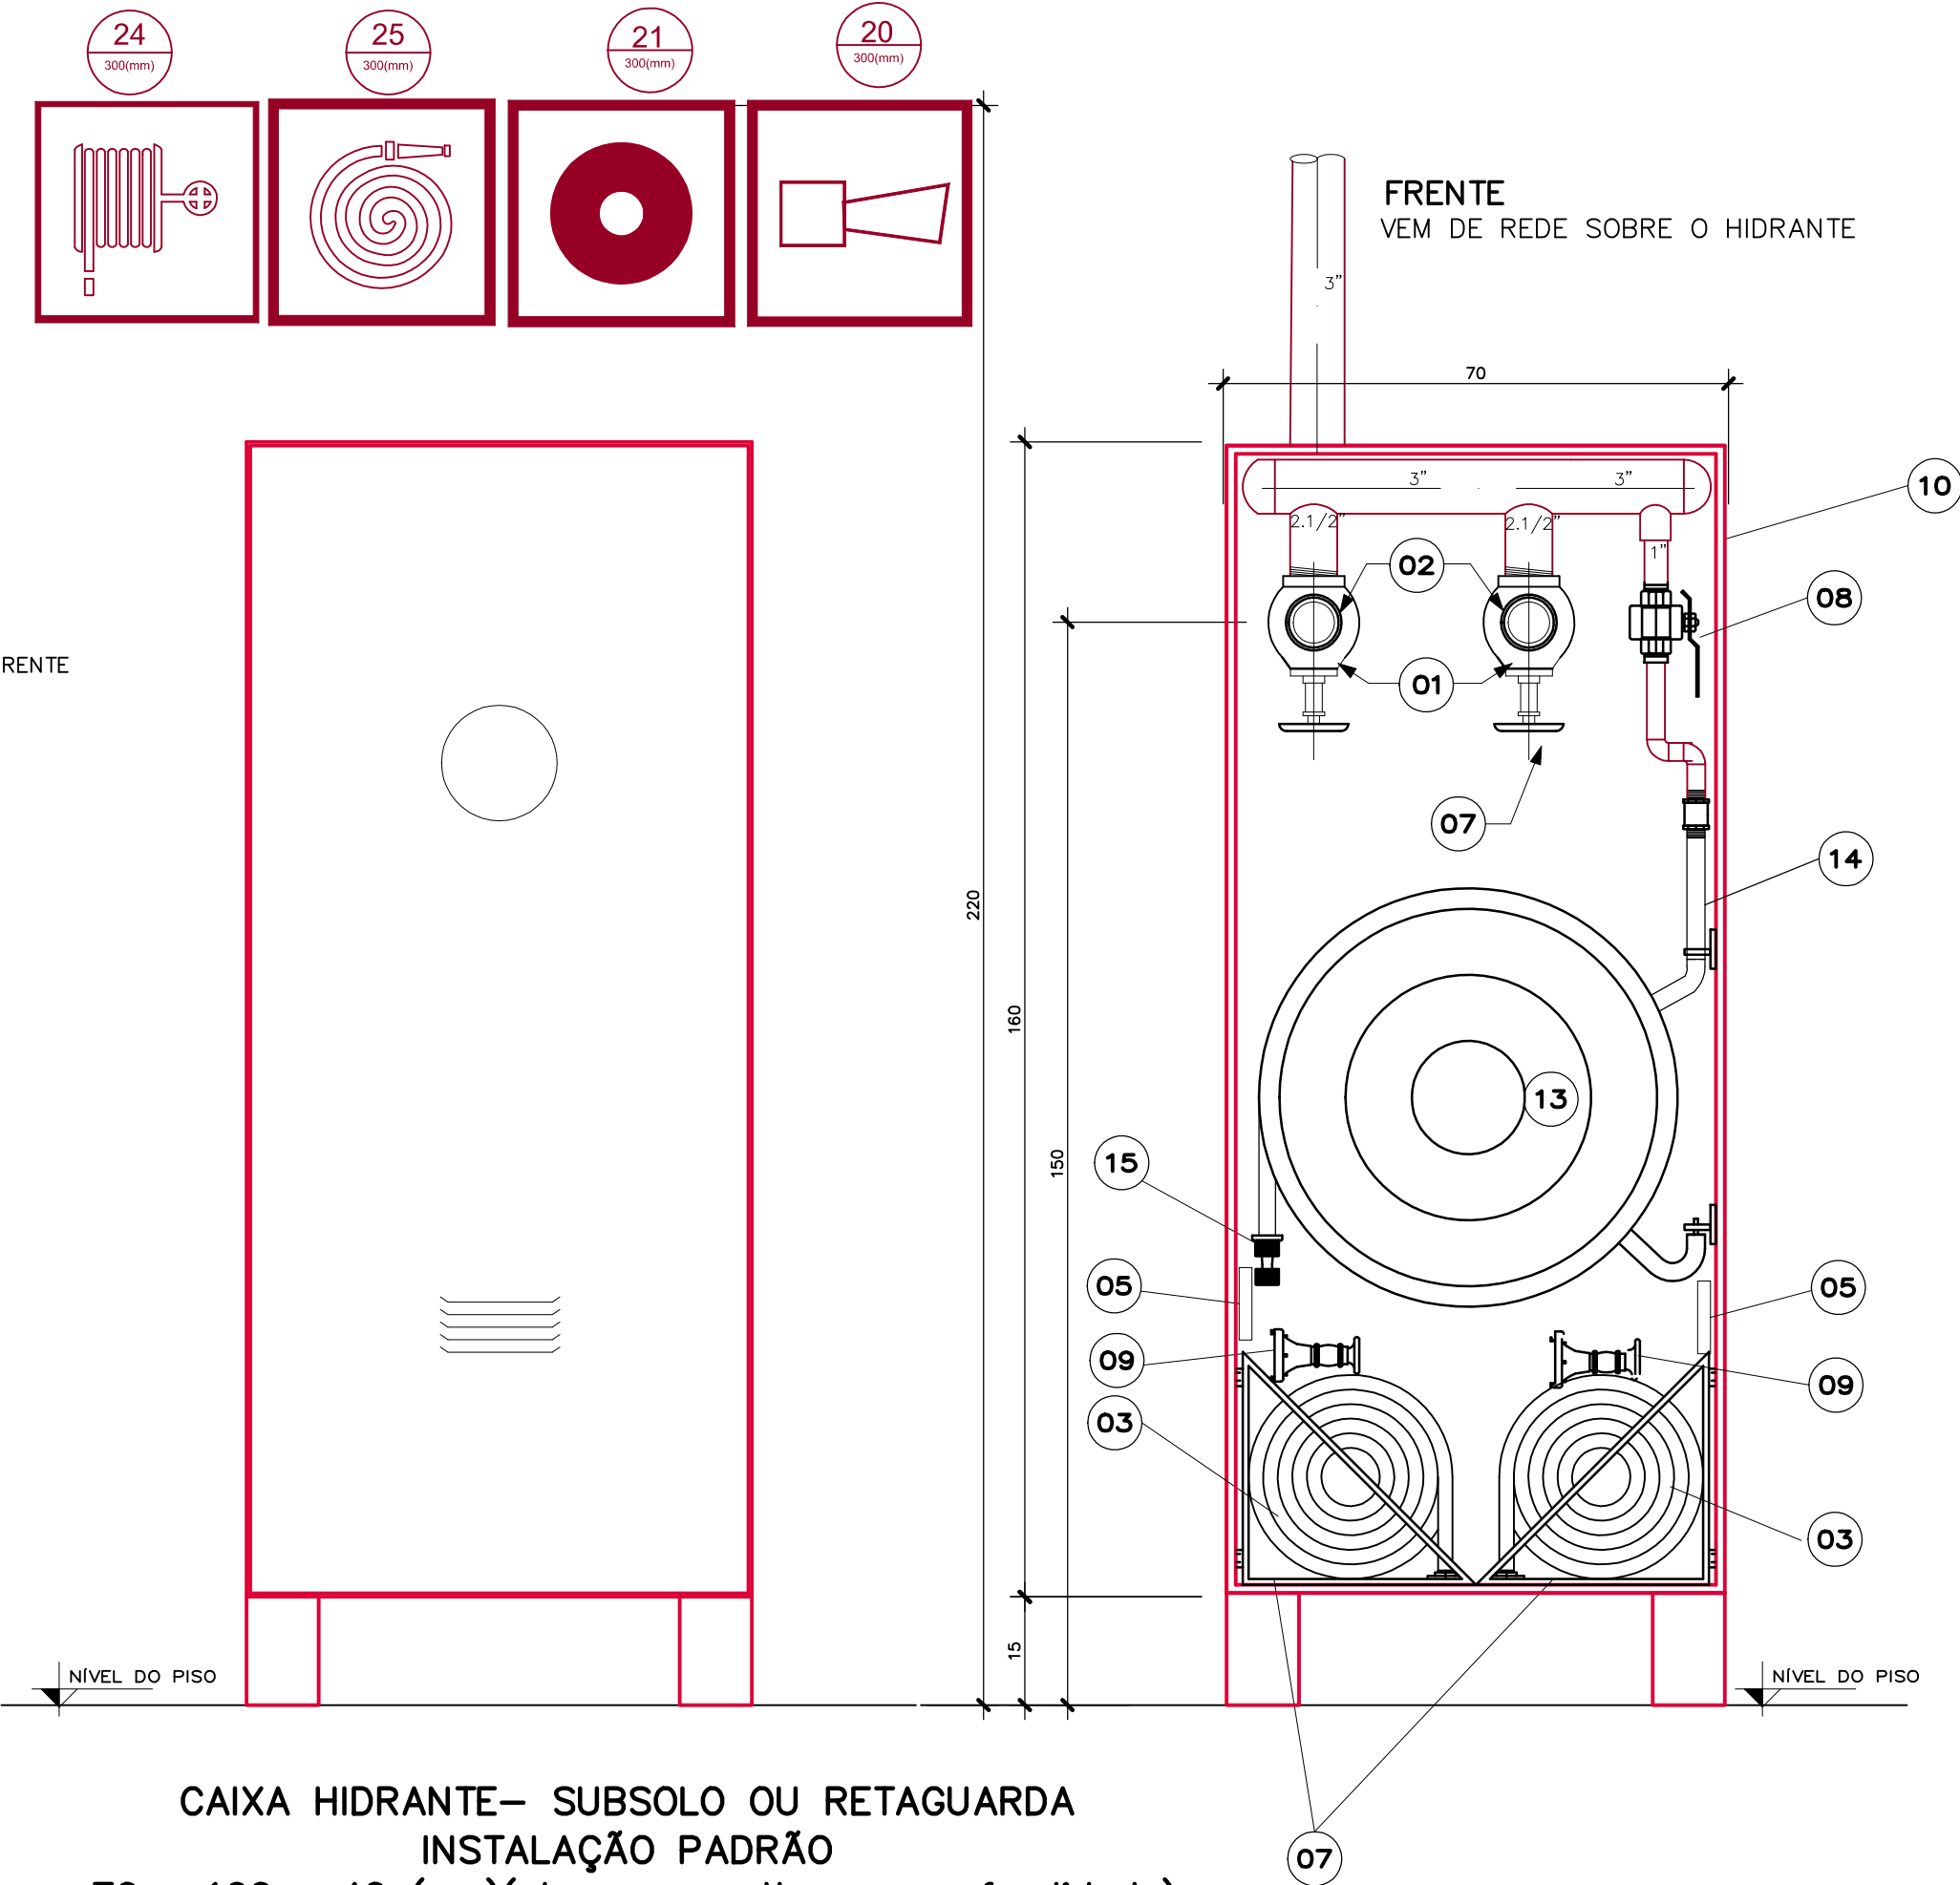 24
300(mm)
25
300(mm)
21
300(mm)
20
300(mm)
FRENTE
VEM DE REDE SOBRE O HIDRANTE
3"
70
3"
3"
10
2.1/2"
2.1/2"
1"
02
08
RENTE
01
07
14
220
160
13
150
15
05
05
09
09
03
03
15
NÍVEL DO PISO
NÍVEL DO PISO
CAIXA HIDRANTE— SUBSOLO OU RETAGUARDA
INSTALAÇÃO PADRÃO
07